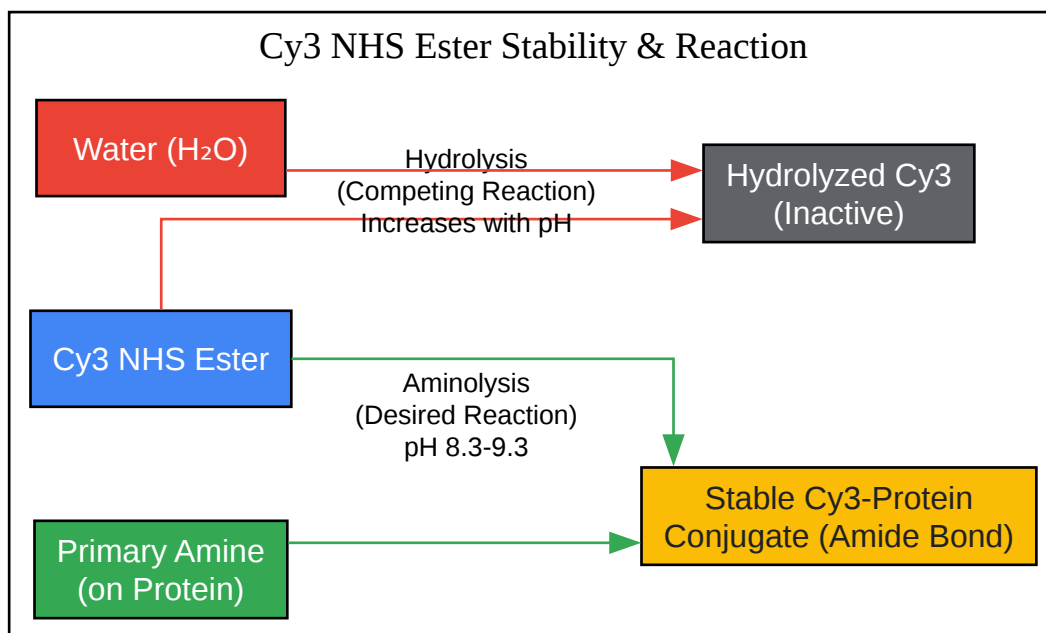 Cy3 NHS Ester Stability & Reaction
Water (H₂O)
Hydrolysis
(Competing Reaction)
Increases with pH
Hydrolyzed Cy3
(Inactive)
Cy3 NHS Ester
Aminolysis
(Desired Reaction)
pH 8.3-9.3
Stable Cy3-Protein
Conjugate (Amide Bond)
Primary Amine
(on Protein)